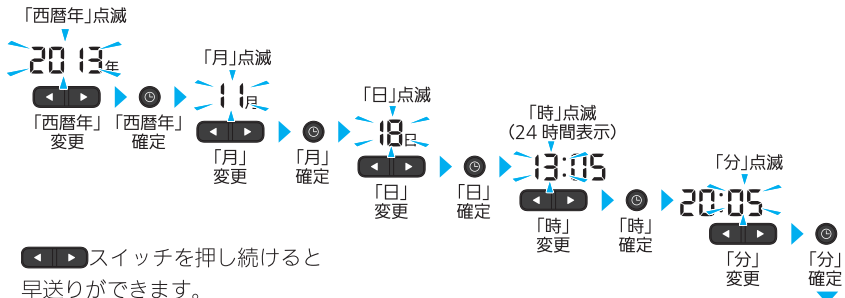 「西暦年」点滅
2013年
「西暦年」
変更
「西暦年」
確定
「月」点滅
11月
「月」
変更
「月」
確定
「日」点滅
18日
「日」
変更
「日」
確定
「時」点滅
(24 時間表示)
13:05
「時」
変更
「時」
確定
「分」点滅
20:05
「分」
変更
「分」
確定
スイッチを押し続けると
早送りができます。